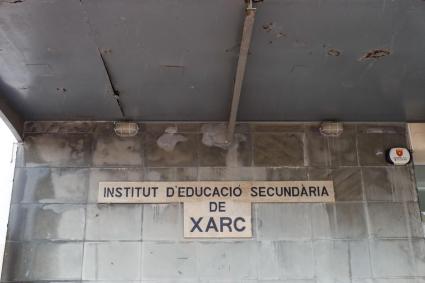 INSTITUT D'EDUCACIÓ SECUNDÀRIA
DE
XARC